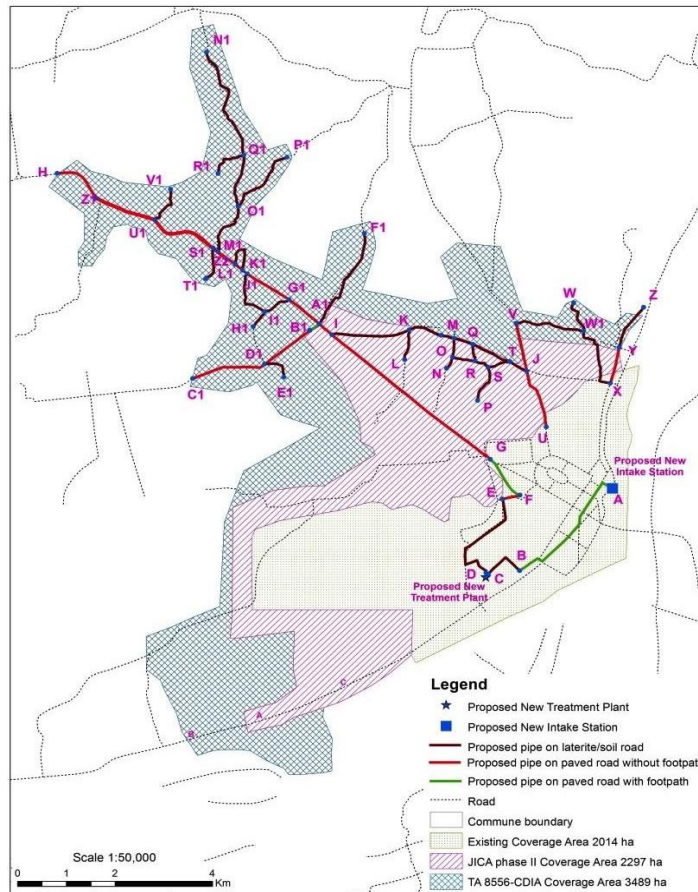 N1
Q1
P1
R1
H
V1
Z1
O1
U1
F1
S1
M1
Z2
K1
L1
J1
T1
G1
W
Z
A1
I1
H1
B1
I
K
M
Q
V
W1
Y
D1
O
T
J
L
N
R
S
X
C1
E1
P
U
G
Proposed New
Intake Station
E
F
A
B
D
C
Proposed New
Treatment Plant
C
A
B
Legend
Proposed New Treatment Plant
Proposed New Intake Station
Proposed pipe on laterite/soil road
Proposed pipe on paved road without footpat
Proposed pipe on paved road with footpath
Road
Commune boundary
Existing Coverage Area 2014 ha
JICA phase II Coverage Area 2297 ha
TA 8556-CDIA Coverage Area 3489 ha
Scale 1:50,000
0 1 2 4
Km